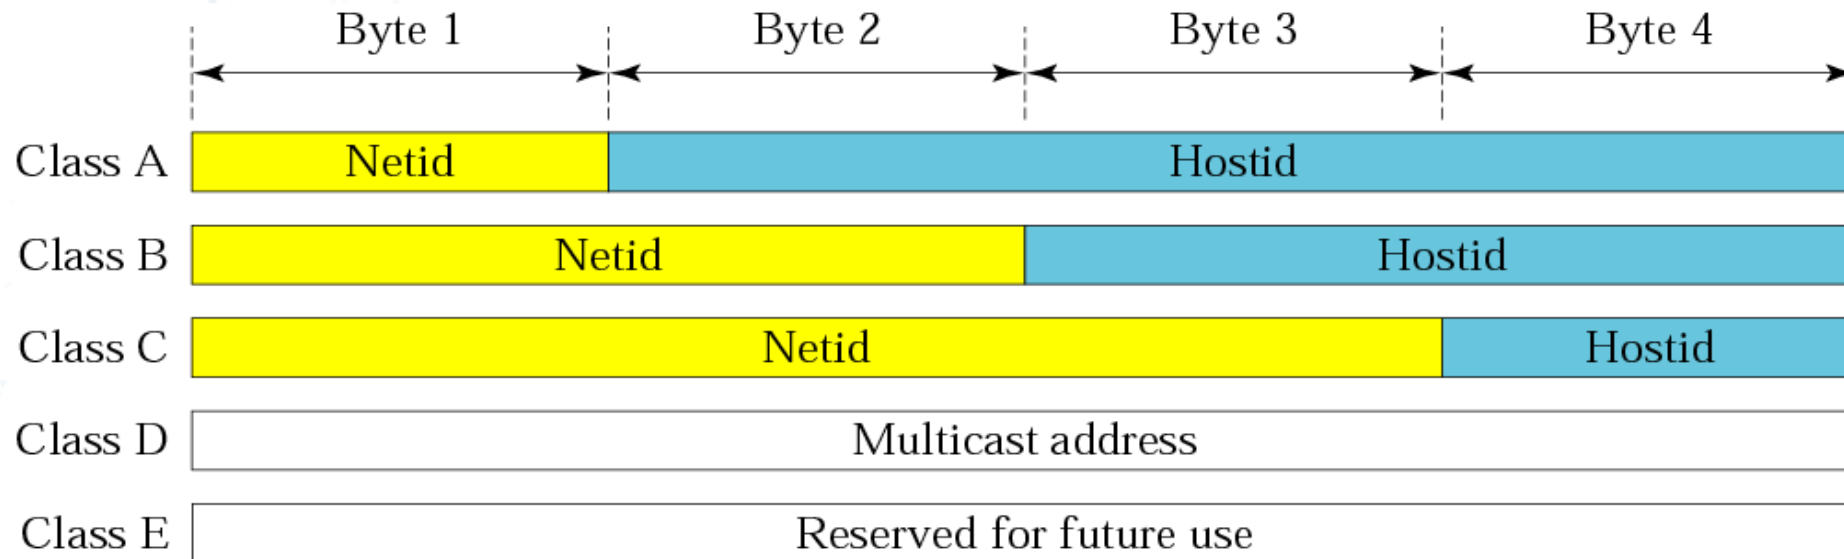 Byte 1 Byte 2 Byte 3 Byte 4
Class A Netid Hostid
Class B Netid Hostid
Class C Netid Hostid
Class D Multicast address
Class E Reserved for future use